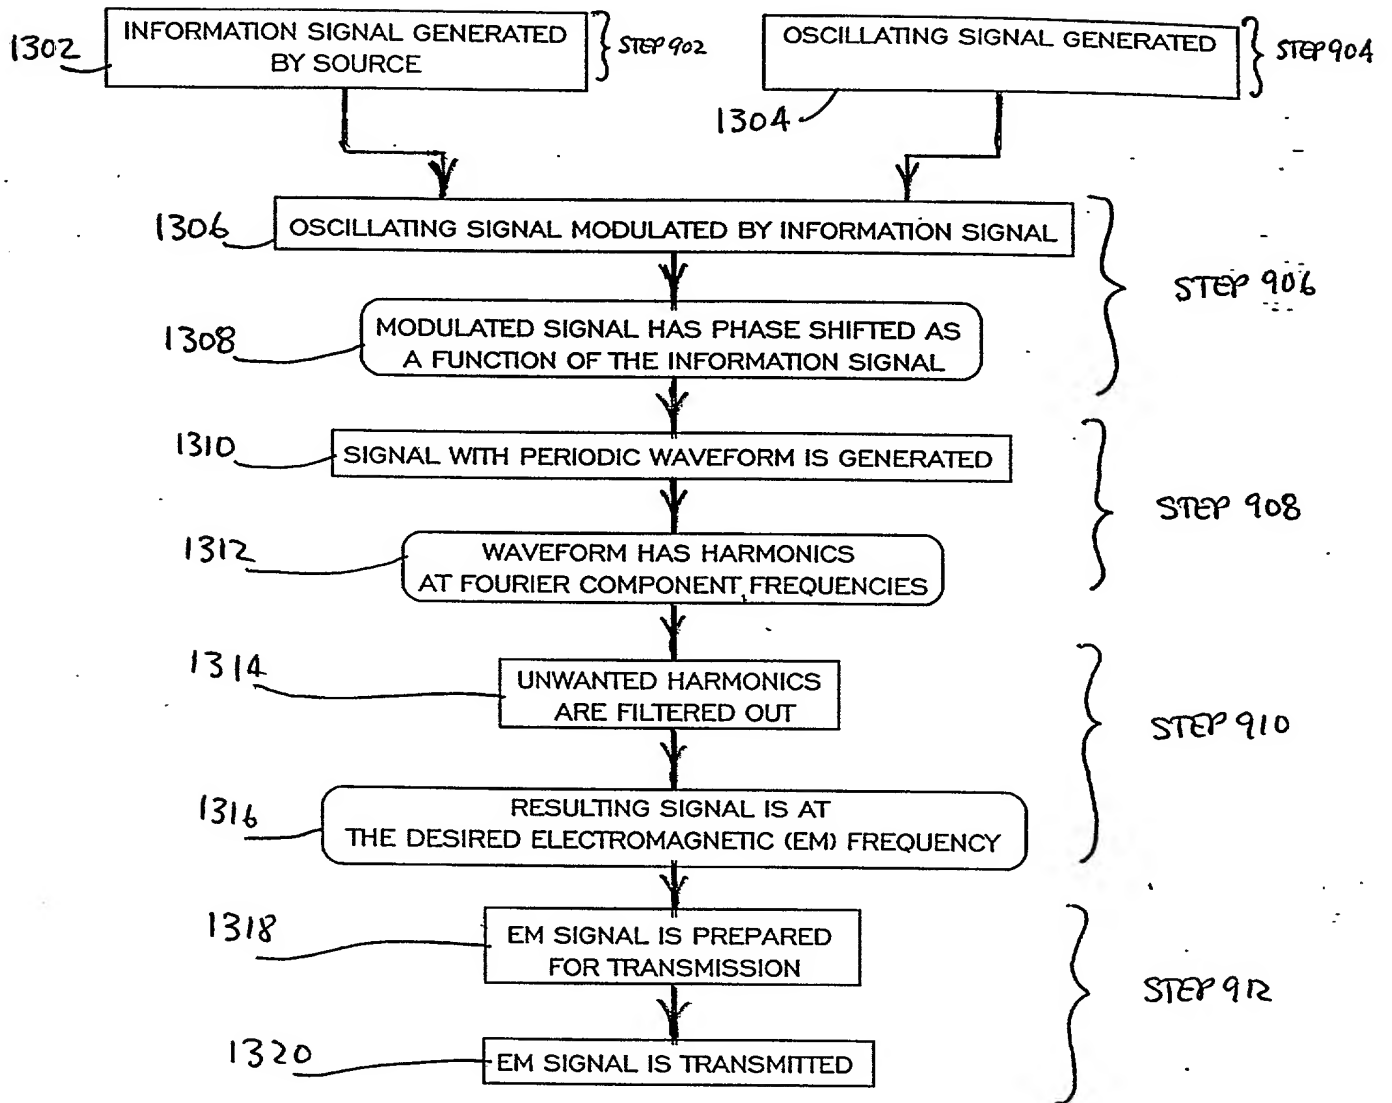 1302
INFORMATION SIGNAL GENERATED
BY SOURCE
STEP 902
OSCILLATING SIGNAL GENERATED
STEP 904
1304
1306
OSCILLATING SIGNAL MODULATED BY INFORMATION SIGNAL
STEP 906
1308
MODULATED SIGNAL HAS PHASE SHIFTED AS
A FUNCTION OF THE INFORMATION SIGNAL
1310
SIGNAL WITH PERIODIC WAVEFORM IS GENERATED
STEP 908
1312
WAVEFORM HAS HARMONICS
AT FOURIER COMPONENT FREQUENCIES
1314
UNWANTED HARMONICS
ARE FILTERED OUT
STEP 910
1316
RESULTING SIGNAL IS AT
THE DESIRED ELECTROMAGNETIC (EM) FREQUENCY
1318
EM SIGNAL IS PREPARED
FOR TRANSMISSION
STEP 912
1320
EM SIGNAL IS TRANSMITTED